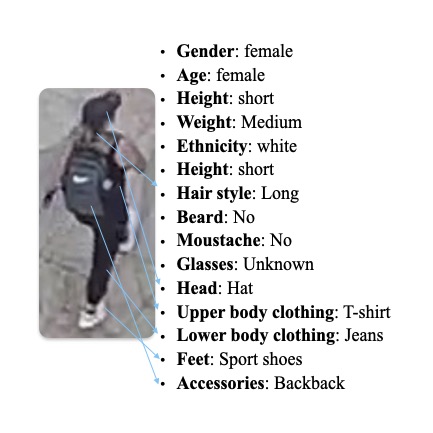 • Gender: female
• Age: female
• Height: short
• Weight: Medium
• Ethnicity: white
• Height: short
• Hair style: Long
• Beard: No
• Moustache: No
• Glasses: Unknown
• Head: Hat
• Upper body clothing: T-shirt
• Lower body clothing: Jeans
• Feet: Sport shoes
• Accessories: Backback